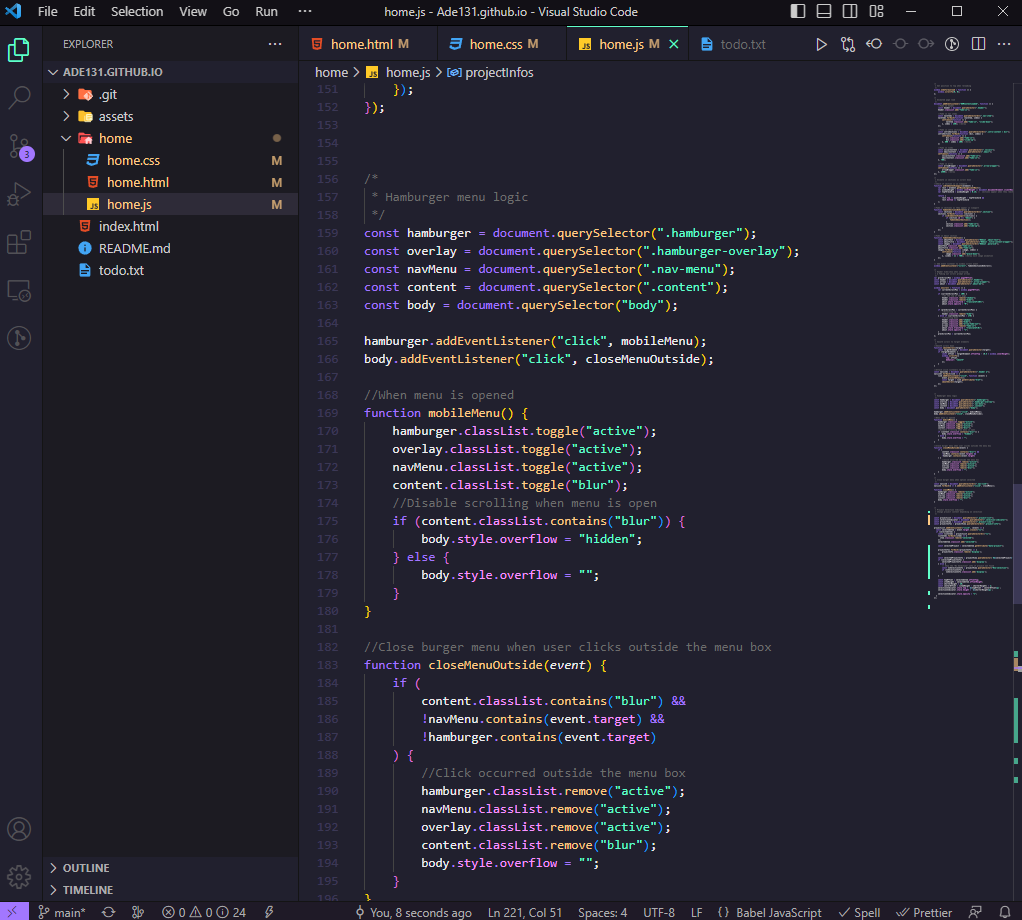 File Edit Selection View Go Run ··· home.js - Ade131.github.io - Visual Studio Code
EXPLORER ···
ADE131.GITHUB.IO
.git
assets
home
home.css M
home.html M
home.js M
index.html
README.md
todo.txt
OUTLINE
TIMELINE
3
home.html M home.css M JS home.js M todo.txt ···
home > JS home.js > projectInfos
151 });
152 });
153
154
155
156 /*
157 * Hamburger menu logic
158 */
159 const hamburger = document.querySelector(".hamburger");
160 const overlay = document.querySelector(".hamburger-overlay");
161 const navMenu = document.querySelector(".nav-menu");
162 const content = document.querySelector(".content");
163 const body = document.querySelector("body");
164
165 hamburger.addEventListener("click", mobileMenu);
166 body.addEventListener("click", closeMenuOutside);
167
168 //When menu is opened
169 function mobileMenu() {
170 hamburger.classList.toggle("active");
171 overlay.classList.toggle("active");
172 navMenu.classList.toggle("active");
173 content.classList.toggle("blur");
174 //Disable scrolling when menu is open
175 if (content.classList.contains("blur")) {
176 body.style.overflow = "hidden";
177 } else {
178 body.style.overflow = "";
179 }
180 }
181
182 //Close burger menu when user clicks outside the menu box
183 function closeMenuOutside(event) {
184 if (
185 content.classList.contains("blur") &&
186 !navMenu.contains(event.target) &&
187 !hamburger.contains(event.target)
188 ) {
189 //Click occurred outside the menu box
190 hamburger.classList.remove("active");
191 navMenu.classList.remove("active");
192 overlay.classList.remove("active");
193 content.classList.remove("blur");
194 body.style.overflow = "";
195 }
196 }
main* 0 0 24 You, 8 seconds ago Ln 221, Col 51 Spaces: 4 UTF-8 LF {} Babel JavaScript Spell Prettier